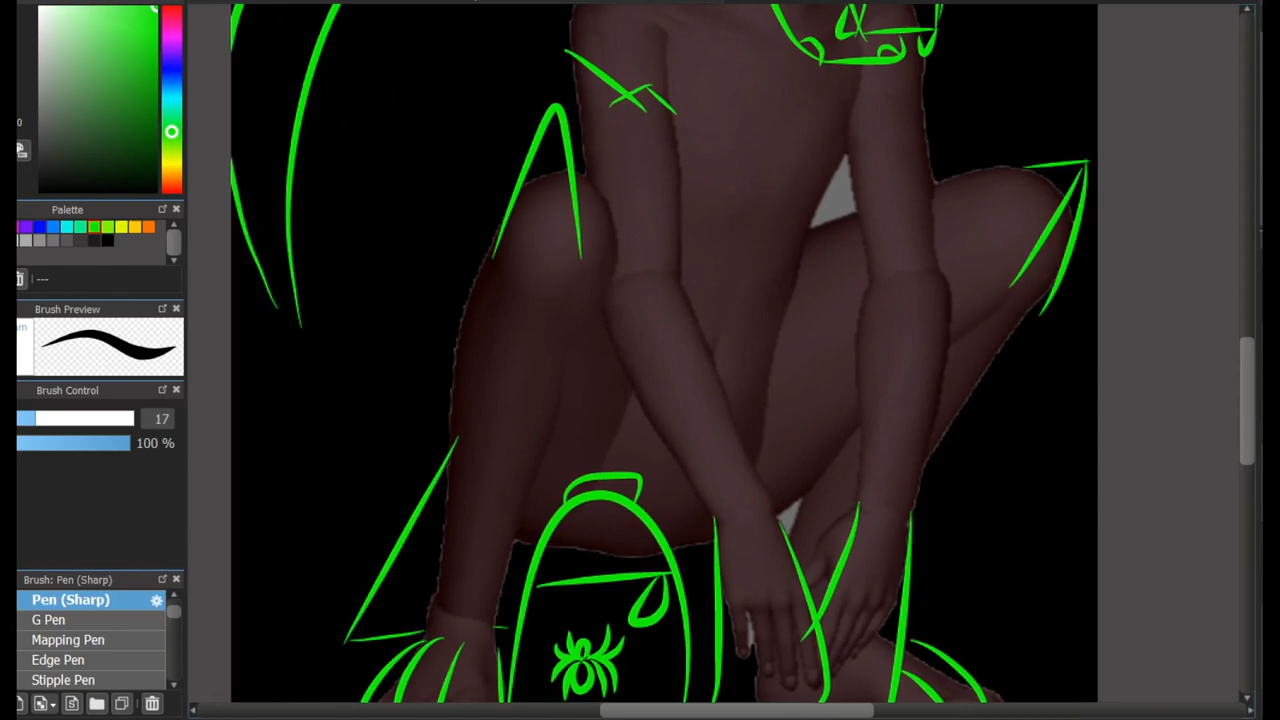 0
Palette
---
Brush Preview
am
Brush Control
17
100 %
Brush: Pen (Sharp)
Pen (Sharp)
G Pen
Mapping Pen
Edge Pen
Stipple Pen